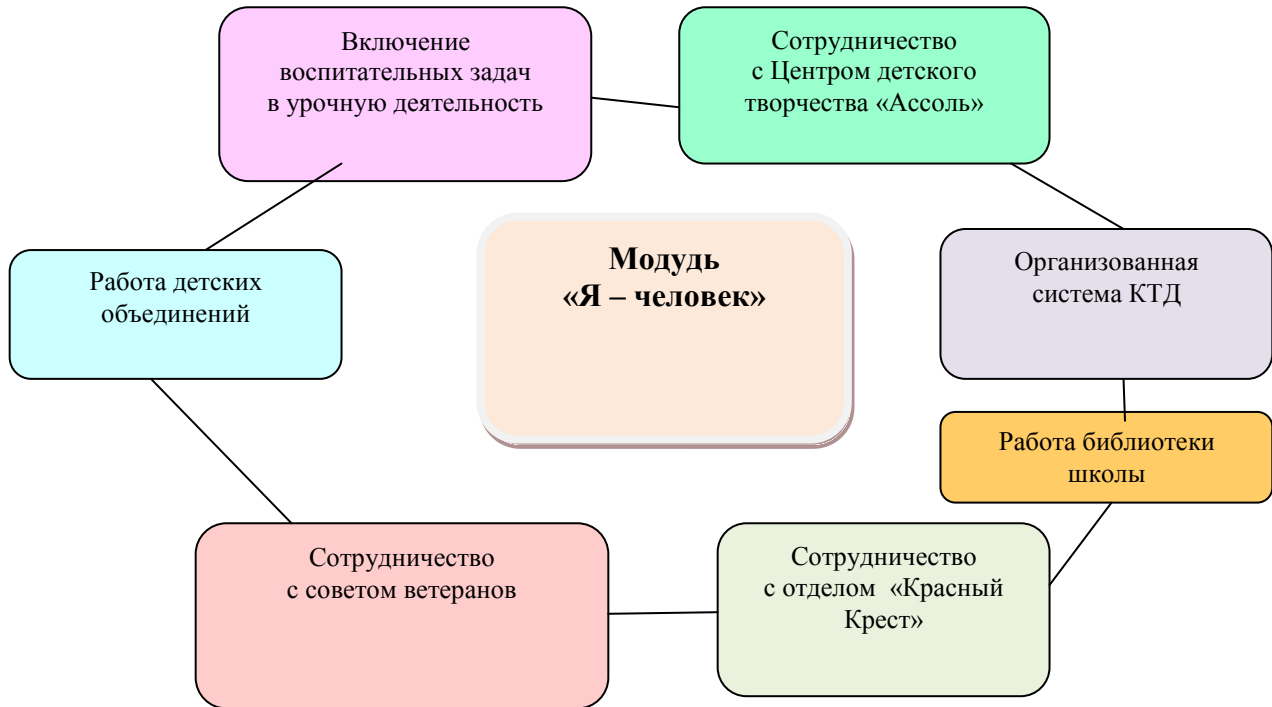 Включение
воспитательных задач
в урочную деятельность
Сотрудничество
с Центром детского
творчества «Ассоль»
Работа детских
объединений
Модудь
«Я – человек»
Организованная
система КТД
Работа библиотеки
школы
Сотрудничество
с советом ветеранов
Сотрудничество
с отделом «Красный
Крест»